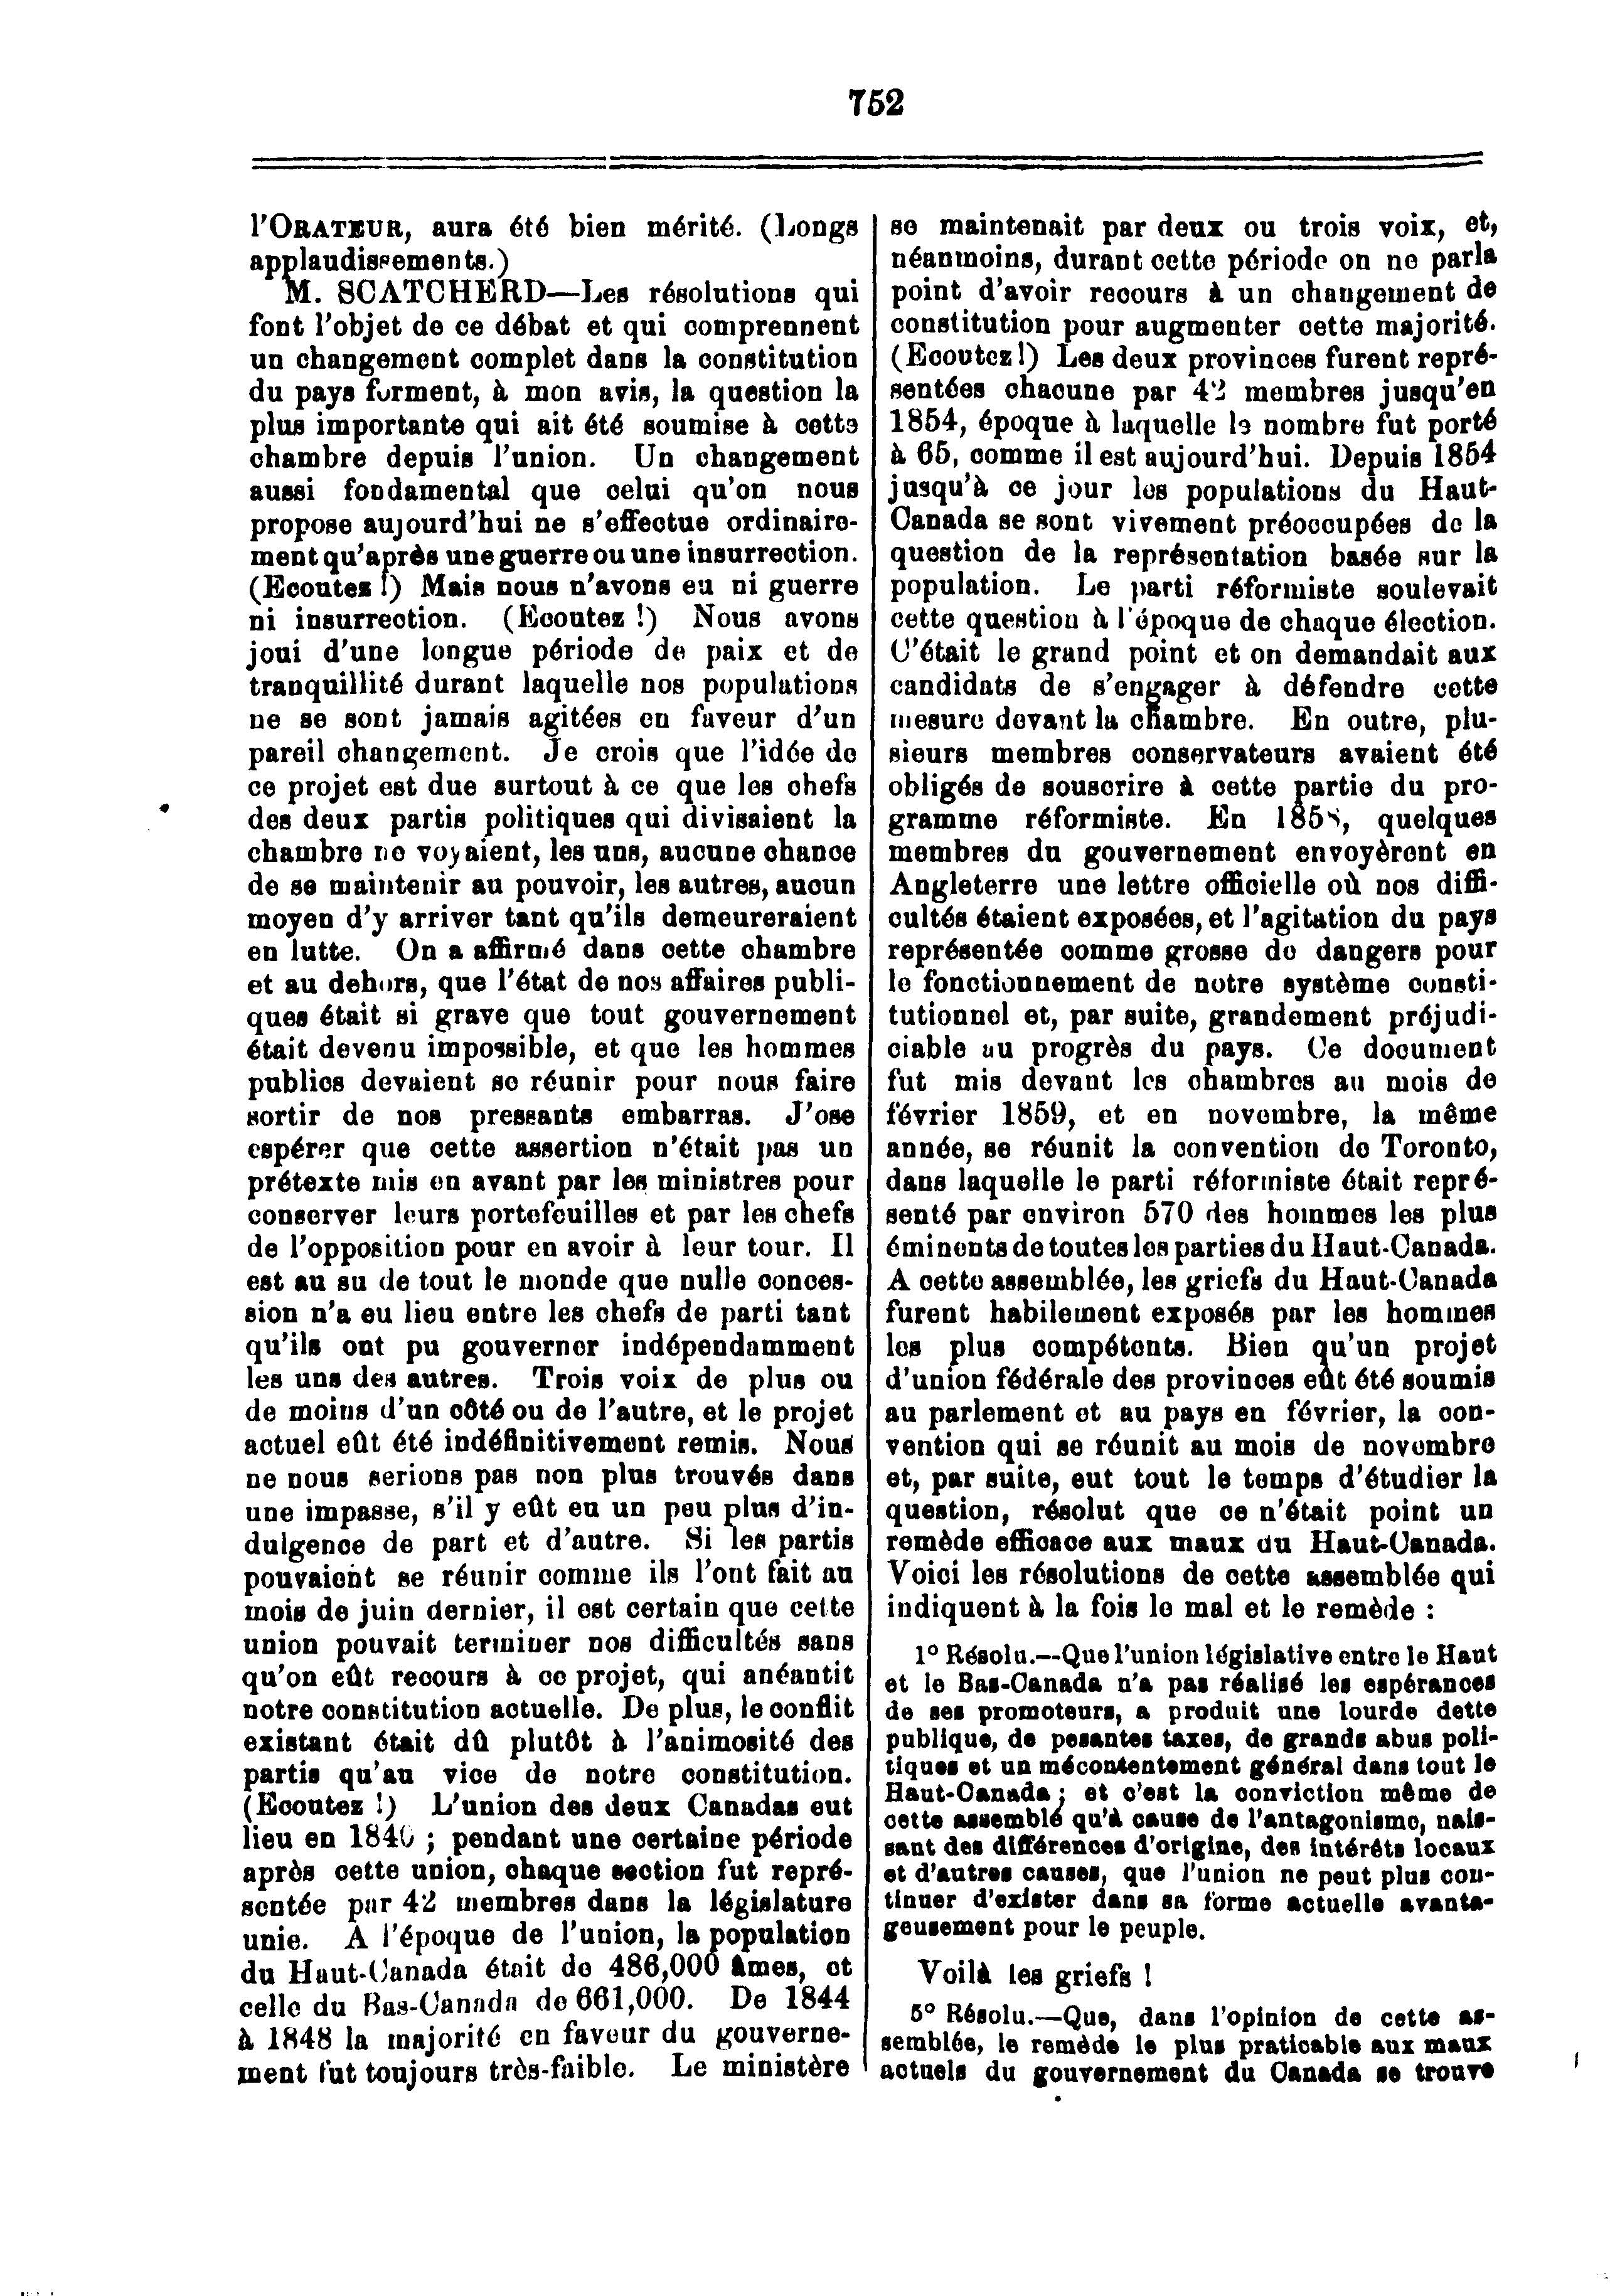 752
l'ORATEUR, aura été bien mérité. (Longs
applaudissements.)
M. SCATCHERD—Les résolutions qui
font l'objet de ce débat et qui comprennent
un changement complet dans la constitution
du pays forment, à mon avis, la question la
plus importante qui ait été soumise à cette
chambre depuis l'union. Un changement
aussi fondamental que celui qu'on nous
propose aujourd'hui ne s'effectue ordinaire-
ment qu'après une guerre ou une insurrection.
(Ecoutez !) Mais nous n'avons eu ni guerre
ni insurrection. (Ecoutez !) Nous avons
joui d'une longue période de paix et de
tranquillité durant laquelle nos populations
ne se sont jamais agitées en faveur d'un
pareil changement. Je crois que l'idée de
ce projet est due surtout à ce que les chefs
des deux partis politiques qui divisaient la
chambre ne voyaient, les uns, aucune chance
de se maintenir au pouvoir, les autres, aucun
moyen d'y arriver tant qu'ils demeureraient
en lutte. On a affirmé dans cette chambre
et au dehors, que l'état de nos affaires publi-
ques était si grave que tout gouvernement
était devenu impossible, et que les hommes
publics devaient se réunir pour nous faire
sortir de nos pressants embarras. J'ose
espérer que cette assertion n'était pas un
prétexte mis en avant par les ministres pour
conserver leurs portefeuilles et par les chefs
de l'opposition pour en avoir à leur tour. Il
est au su de tout le monde que nulle conces-
sion n'a eu lieu entre les chefs de parti tant
qu'ils ont pu gouverner indépendamment
les uns des autres. Trois voix de plus ou
de moins d'un côté ou de l'autre, et le projet
actuel eût été indéfinitivement remis. Nous
ne nous serions pas non plus trouvés dans
une impasse, s'il y eût eu un peu plus d'in-
dulgence de part et d'autre. Si les partis
pouvaient se réunir comme ils l'ont fait au
mois de juin dernier, il est certain que cette
union pouvait terminer nos difficultés sans
qu'on eût recours à ce projet, qui anéantit
notre constitution actuelle. De plus, le conflit
existant était dû plutôt à l'animosité des
partis qu'au vice de notre constitution.
(Ecoutez !) L'union des deux Canadas eut
lieu en 1840 ; pendant une certaine période
après cette union, chaque section fut repré-
sentée par 42 membres dans la législature
unie. A l'époque de l'union, la population
du Haut-Canada était de 486,000 âmes, et
celle du Bas-Canada de 661,000. De 1844
à 1848 la majorité en faveur du gouverne-
ment fut toujours très-faible. Le ministère
se maintenait par deux ou trois voix, et,
néanmoins, durant cette période on ne parla
point d'avoir recours à un changement de
constitution pour augmenter cette majorité.
(Ecoutez !) Les deux provinces furent repré-
sentées chacune par 42 membres jusqu'en
1854, époque à laquelle le nombre fut porté
à 65, comme il est aujourd'hui. Depuis 1854
jusqu'à ce jour les populations du Haut-
Canada se sont vivement préoccupées de la
question de la représentation basée sur la
population. Le parti réformiste soulevait
cette question à l'époque de chaque élection.
C'était le grand point et on demandait aux
candidats de s'engager à défendre cette
mesure devant la chambre. En outre, plu-
sieurs membres conservateurs avaient été
obligés de souscrire à cette partie du pro-
gramme réformiste. En 1858, quelques
membres du gouvernement envoyèrent en
Angleterre une lettre officielle où nos diffi-
cultés étaient exposées, et l'agitation du pays
représentée comme grosse de dangers pour
le fonctionnement de notre système consti-
tutionnel et, par suite, grandement préjudi-
ciable au progrès du pays. Ce document
fut mis devant les chambres au mois de
février 1859, et en novembre, la même
année, se réunit la convention de Toronto,
dans laquelle le parti réformiste était repré-
senté par environ 570 des hommes les plus
éminents de toutes les parties du Haut-Canada.
A cette assemblée, les griefs du Haut-Canada
furent habilement exposés par les hommes
les plus compétents. Bien qu'un projet
d'union fédérale des provinces eût été soumis
au parlement et au pays en février, la con-
vention qui se réunit au mois de novembre
et, par suite, eut tout le temps d'étudier la
question, résolut que ce n'était point un
remède efficace aux maux du Haut-Canada.
Voici les résolutions de cette assemblée qui
indiquent à la fois le mal et le remède :
1° Résolu.—Que l'union législative entre le Haut
et le Bas-Canada n'a pas réalisé les espérances
de ses promoteurs, a produit une lourde dette
publique, de pesantes taxes, de grands abus poli-
tiques et un mécontentement général dans tout le
Haut-Canada ; et c'est la conviction même de
cette assemblé qu'à cause de l'antagonisme, nais-
sant des différences d'origine, des intérêts locaux
et d'autres causes, que l'union ne peut plus con-
tinuer d'exister dans sa forme actuelle avanta-
geusement pour le peuple.
Voilà les griefs !
5° Résolu.—Que, dans l'opinion de cette as-
semblée, le remède le plus praticable aux maux
actuels du gouvernement du Canada se trouve